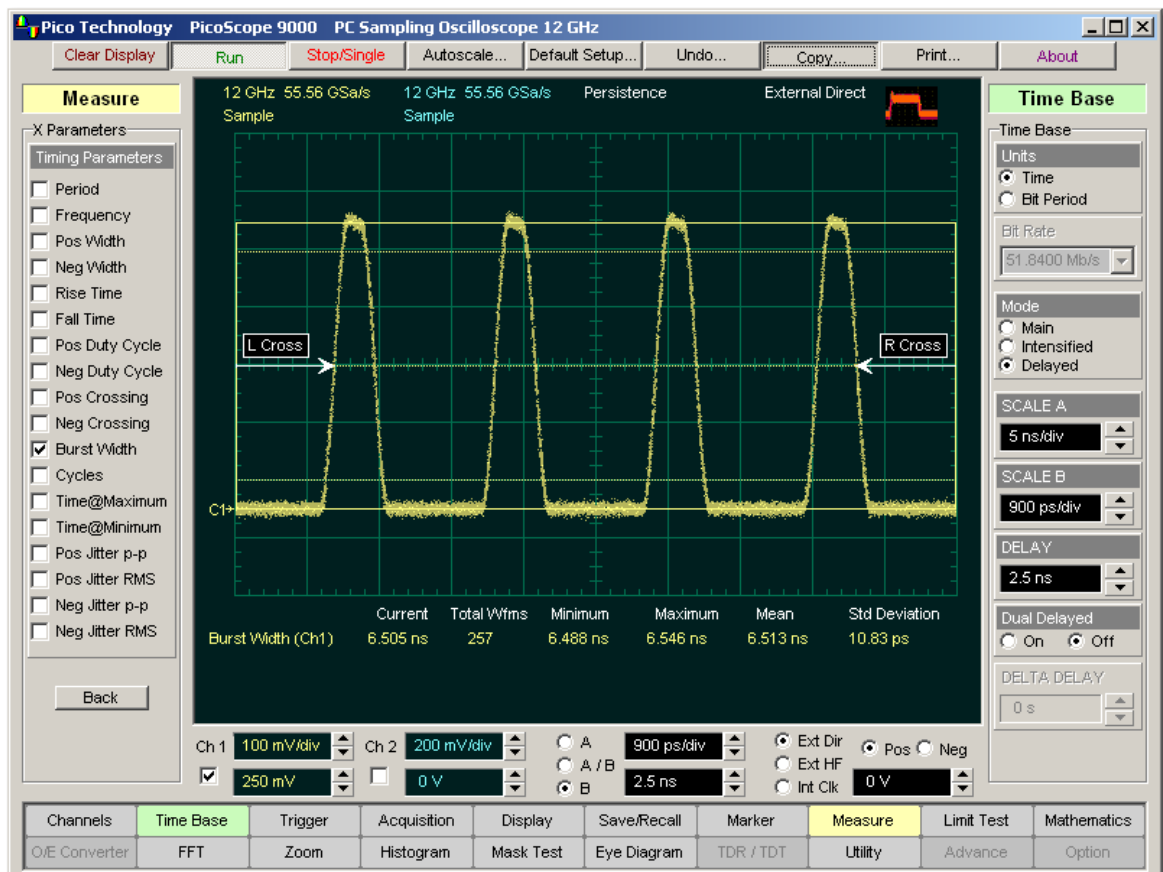 Pico Technology PicoScope 9000 PC Sampling Oscilloscope 12 GHz
Clear Display Run Stop/Single Autoscale... Default Setup... Undo... Copy... Print... About
Measure
X Parameters
Timing Parameters
Period
Frequency
Pos Width
Neg Width
Rise Time
Fall Time
Pos Duty Cycle
Neg Duty Cycle
Pos Crossing
Neg Crossing
Burst Width
Cycles
Time@Maximum
Time@Minimum
Pos Jitter p-p
Pos Jitter RMS
Neg Jitter p-p
Neg Jitter RMS
Back
12 GHz 55.56 GSa/s 12 GHz 55.56 GSa/s Persistence External Direct
Sample Sample
L Cross R Cross
C1
Current Total Wfms Minimum Maximum Mean Std Deviation
Burst Width (Ch1) 6.505 ns 257 6.488 ns 6.546 ns 6.513 ns 10.83 ps
Time Base
Time Base
Units
Time
Bit Period
Bit Rate
51.8400 Mb/s
Mode
Main
Intensified
Delayed
SCALE A
5 ns/div
SCALE B
900 ps/div
DELAY
2.5 ns
Dual Delayed
On Off
DELTA DELAY
0 s
Ch 1 100 mV/div Ch 2 200 mV/div A 900 ps/div Ext Dir Pos Neg
A / B Ext HF
250 mV 0 V B 2.5 ns Int Clk 0 V
Channels Time Base Trigger Acquisition Display Save/Recall Marker Measure Limit Test Mathematics
O/E Converter FFT Zoom Histogram Mask Test Eye Diagram TDR / TDT Utility Advance Option